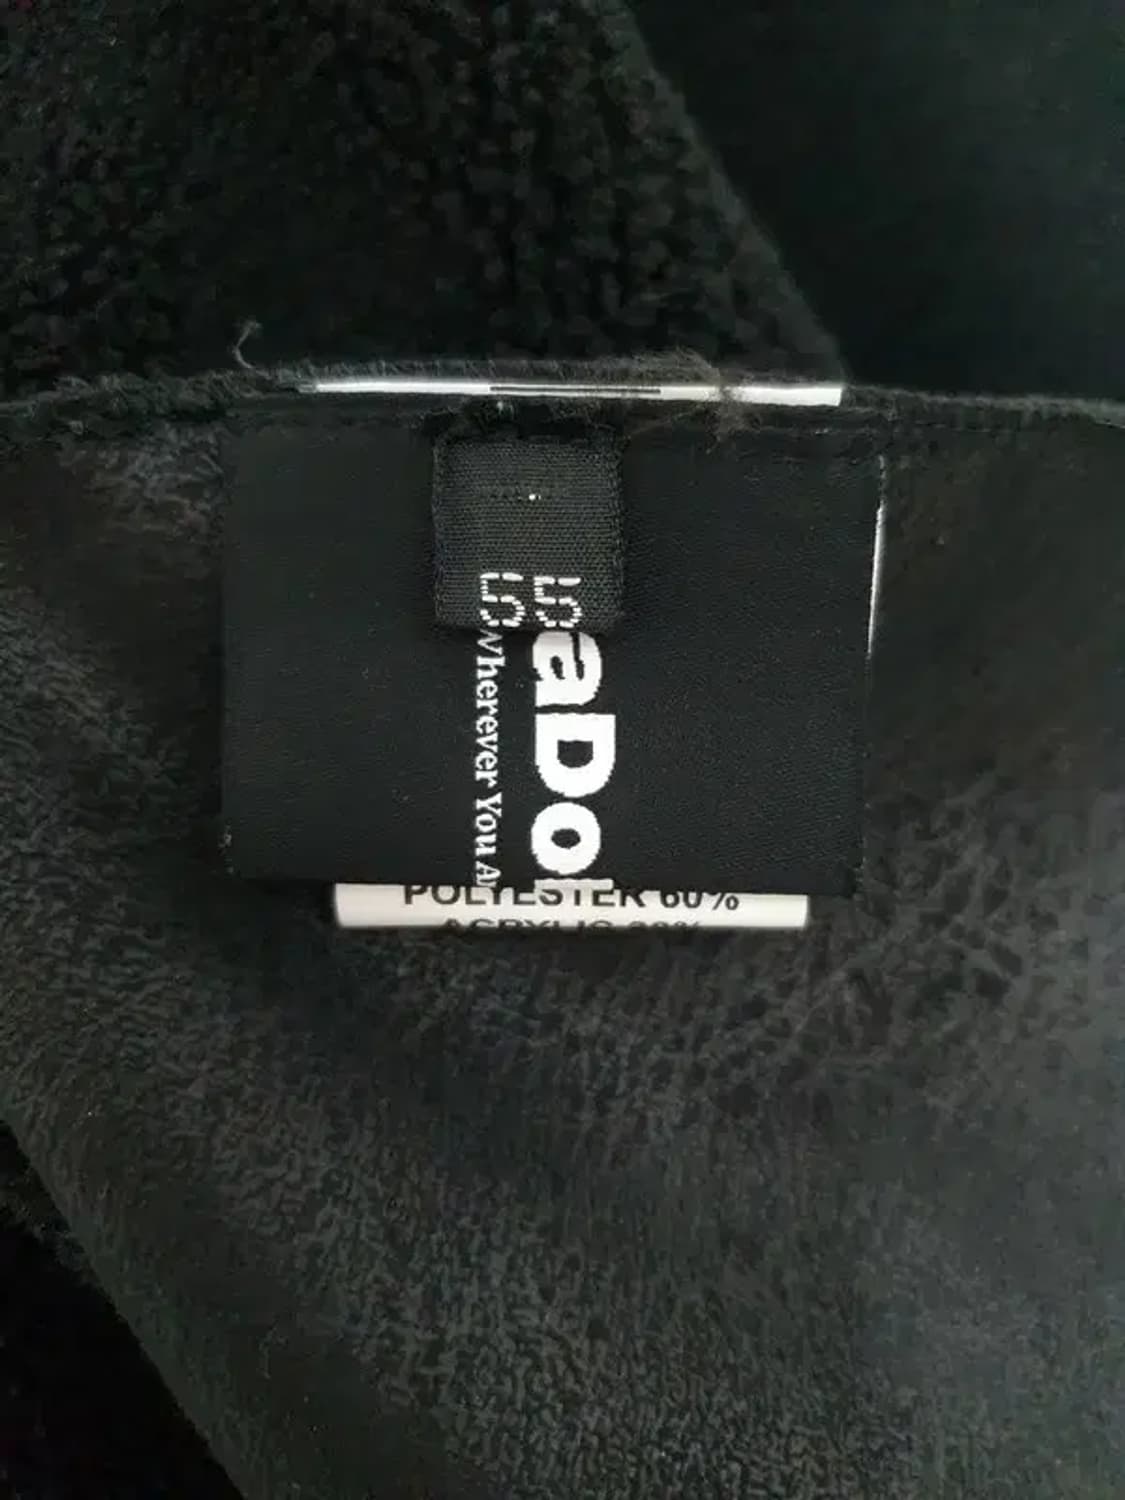 55
aDo
Wherever You A
POLYESTER 60%